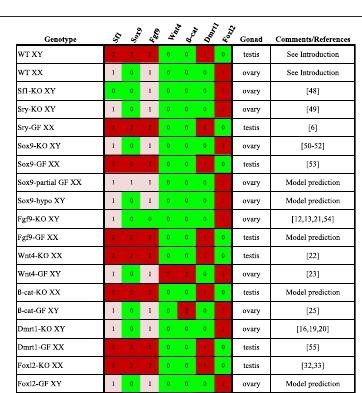 Genotype Sf1 Sox9 Fgf9 Wnt4 ß-cat Dmrt1 Foxl2 Gonad Comments/References
WT XY 2 2 2 0 0 1 0 testis See Introduction
WT XX 1 0 1 0 0 0 1 ovary See Introduction
Sf1-KO XY 0 0 1 0 0 0 1 ovary [48]
Sry-KO XY 1 0 1 0 0 0 1 ovary [49]
Sry-GF XX 2 2 2 0 0 1 0 testis [6]
Sox9-KO XY 1 0 1 0 0 0 1 ovary [50-52]
Sox9-GF XX 2 2 2 0 0 1 0 testis [53]
Sox9-partial GF XX 1 1 1 0 0 0 1 ovary Model prediction
Sox9-hypo XY 1 0 1 0 0 0 1 ovary Model prediction
Fgf9-KO XY 1 0 0 0 0 0 1 ovary [12,13,21,54]
Fgf9-GF XX 2 2 2 0 0 1 0 testis Model prediction
Wnt4-KO XX 2 2 2 0 0 1 0 testis [22]
Wnt4-GF XY 1 0 1 2 2 0 1 ovary [23]
ß-cat-KO XX 2 2 2 0 0 1 0 testis Model prediction
ß-cat-GF XY 1 0 1 0 2 0 1 ovary [25]
Dmrt1-KO XY 1 0 1 0 0 0 1 ovary [16,19,20]
Dmrt1-GF XX 2 2 2 0 0 1 0 testis [55]
Foxl2-KO XX 2 2 2 0 0 1 0 testis [32,33]
Foxl2-GF XY 1 0 1 0 0 0 1 ovary Model prediction